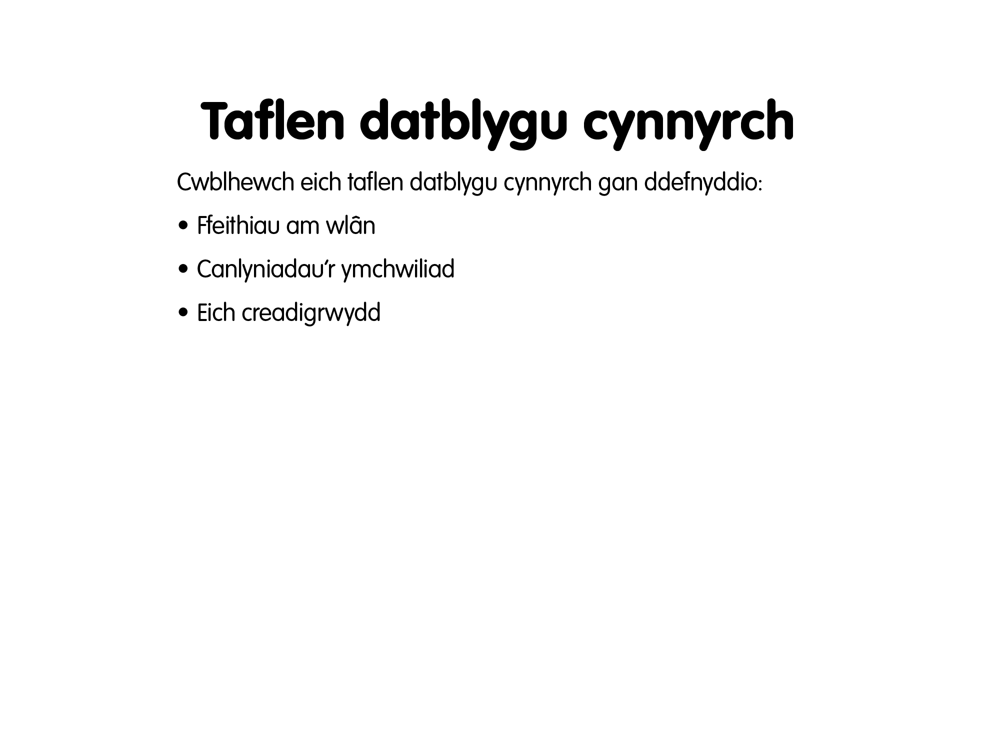 Taflen datblygu cynnyrch
Cwblhewch eich taflen datblygu cynnyrch gan ddefnyddio:
• Ffeithiau am wlân
• Canlyniadau’r ymchwiliad
• Eich creadigrwydd